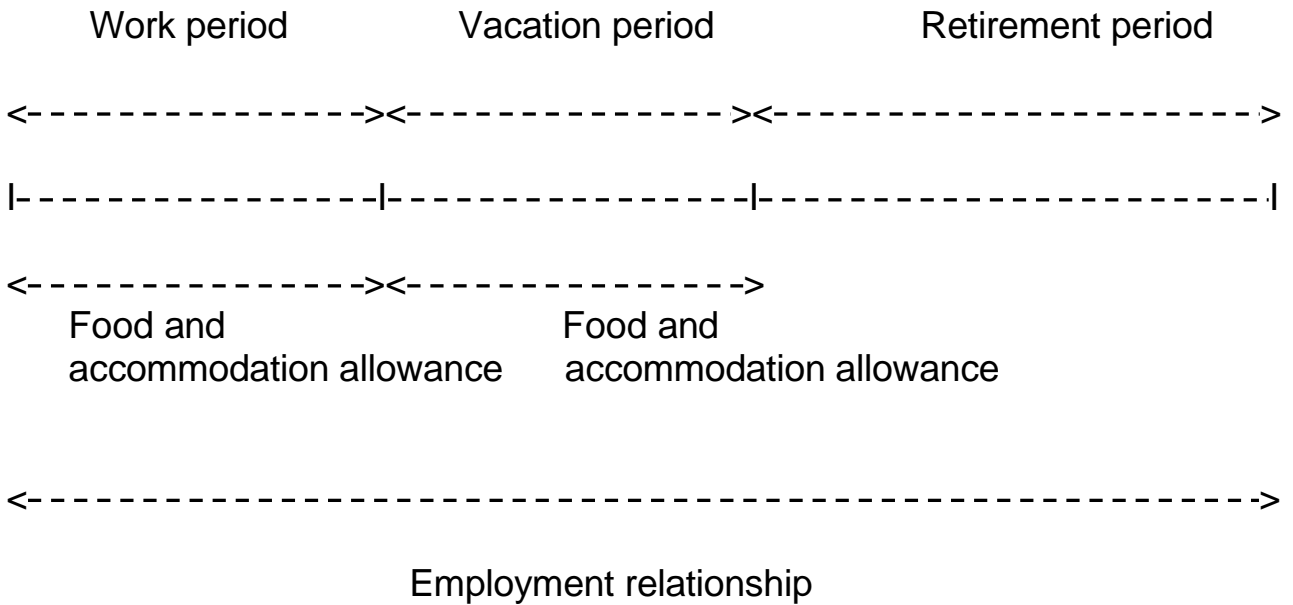 Work period Vacation period Retirement period
<- - - - - - - - - - - - - - - -><- - - - - - - - - - - - - - -><- - - - - - - - - - - - - - - - - - - - - ->
|- - - - - - - - - - - - - - - -|- - - - - - - - - - - - - - - -|- - - - - - - - - - - - - - - - - - - - - - -|
<- - - - - - - - - - - - - - - -><- - - - - - - - - - - - - - - ->
Food and Food and
accommodation allowance accommodation allowance
<- - - - - - - - - - - - - - - - - - - - - - - - - - - - - - - - - - - - - - - - - - - - - - - - - - - - - - ->
Employment relationship